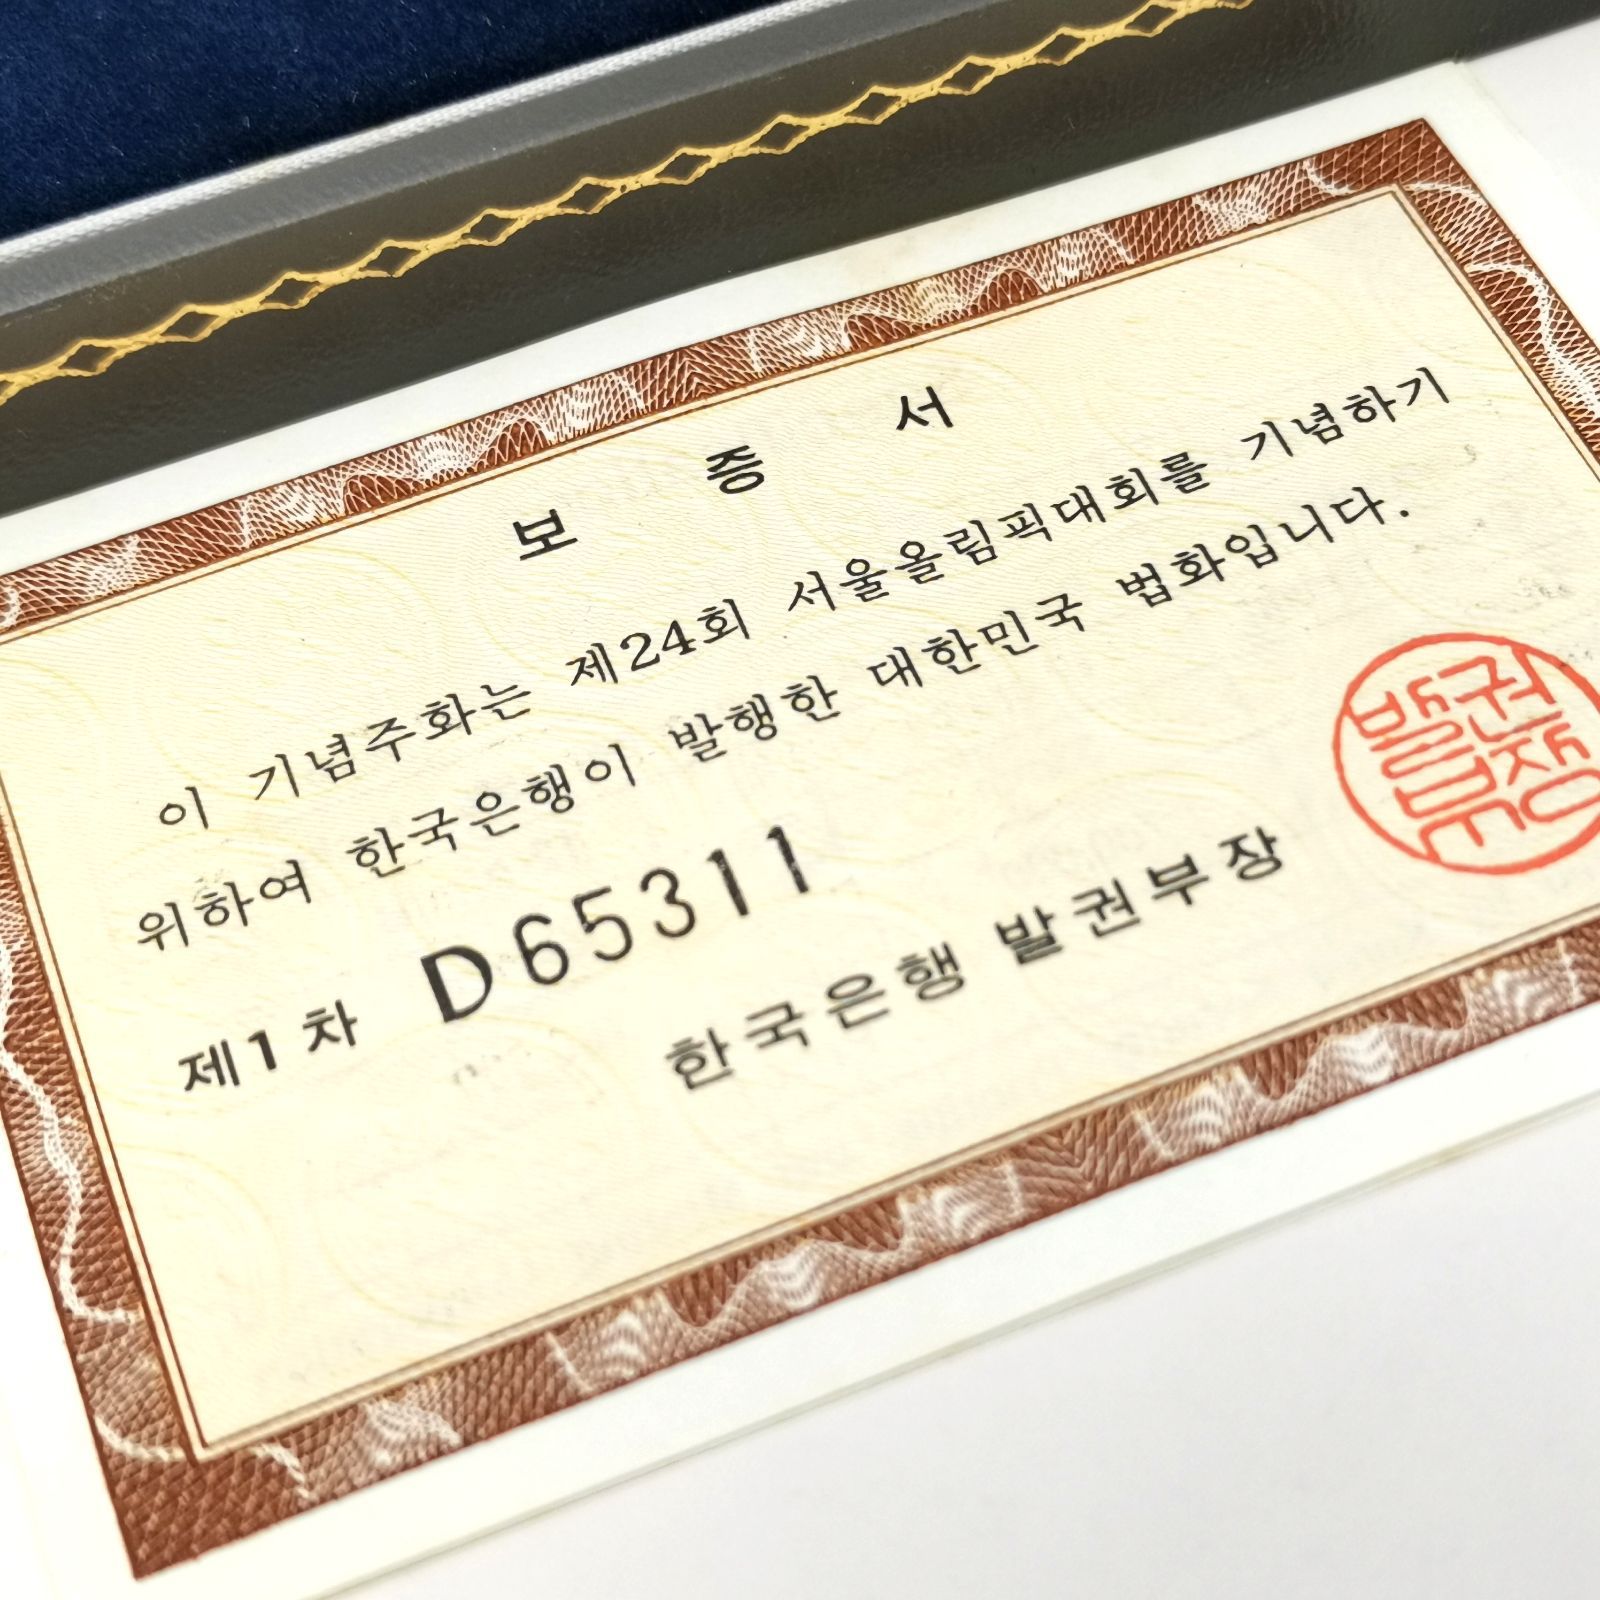 보 증 서
이 기념주화는 제24회 서울올림픽대회를 기념하기
위하여 한국은행이 발행한 대한민국 법화입니다.
제1차 D65311
한국은행 발권부장
발권부장